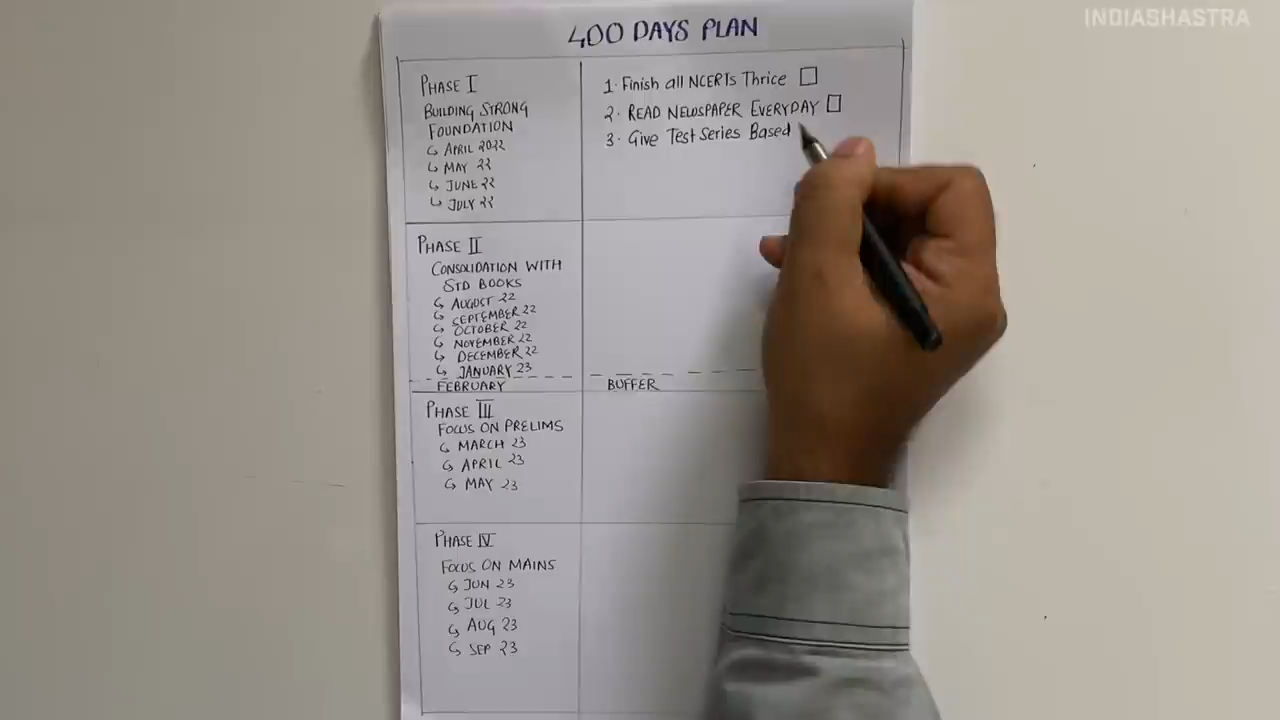 INDIASHASTRA
400 DAYS PLAN
PHASE I
BUILDING STRONG
FOUNDATION
↳ APRIL 2022
↳ MAY 22
↳ JUNE 22
↳ JULY 22
1. Finish all NCERTs Thrice
2. READ NEWSPAPER EVERYDAY
3. Give Test Series Based
PHASE II
CONSOLIDATION WITH
STD BOOKS
↳ AUGUST 22
↳ SEPTEMBER 22
↳ OCTOBER 22
↳ NOVEMBER 22
↳ DECEMBER 22
↳ JANUARY 23
FEBRUARY BUFFER
PHASE III
FOCUS ON PRELIMS
↳ MARCH 23
↳ APRIL 23
↳ MAY 23
PHASE IV
FOCUS ON MAINS
↳ JUN 23
↳ JUL 23
↳ AUG 23
↳ SEP 23